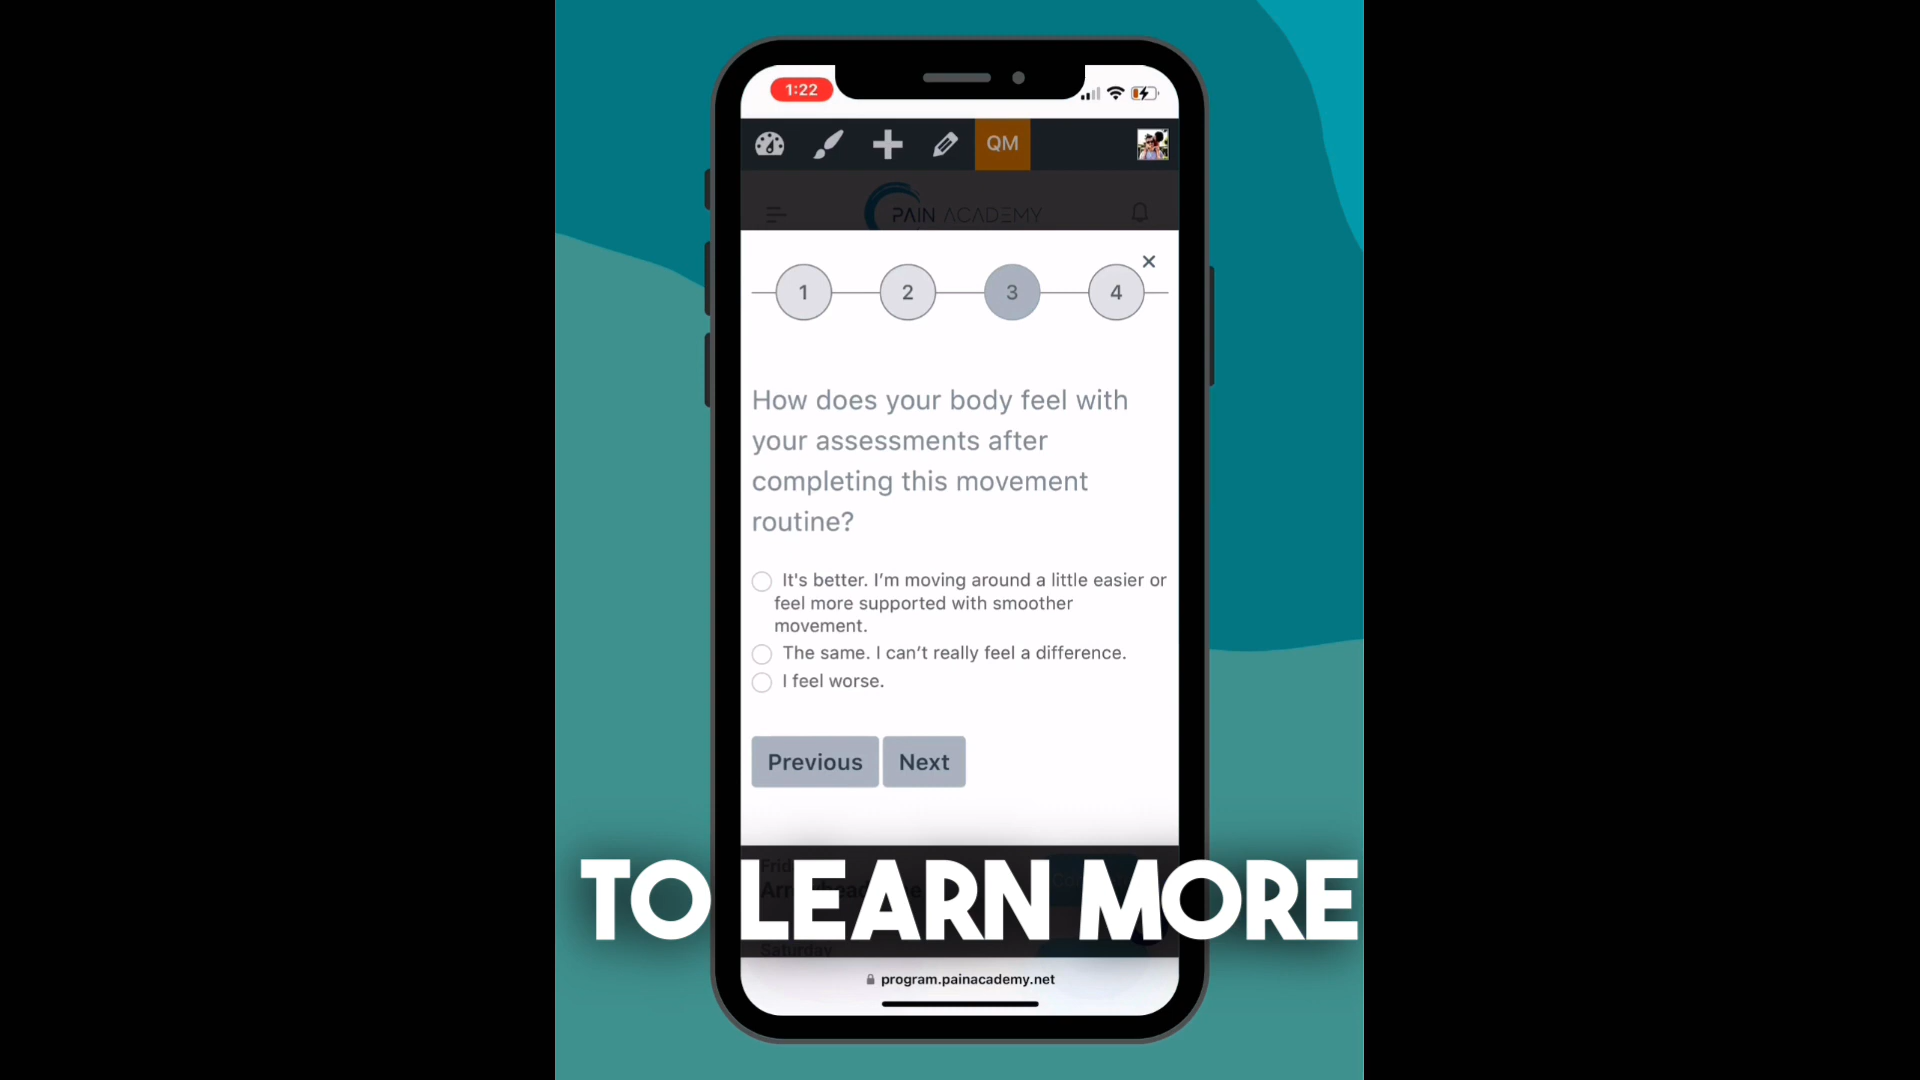 1:22
QM
PAIN ACADEMY
1
2
3
4
How does your body feel with
your assessments after
completing this movement
routine?
It's better. I’m moving around a little easier or
feel more supported with smoother
movement.
The same. I can’t really feel a difference.
I feel worse.
Previous
Next
TO LEARN MORE
Saturday
program.painacademy.net